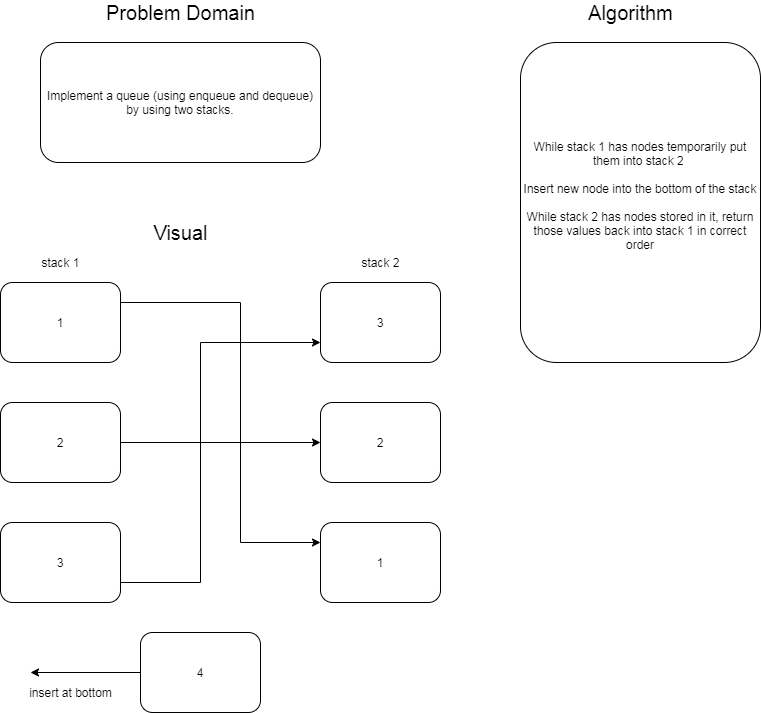 Problem Domain
Implement a queue (using enqueue and dequeue)
by using two stacks.
Algorithm
While stack 1 has nodes temporarily put
them into stack 2
Insert new node into the bottom of the stack
While stack 2 has nodes stored in it, return
those values back into stack 1 in correct
order
Visual
stack 1
stack 2
1
3
2
2
3
1
4
insert at bottom